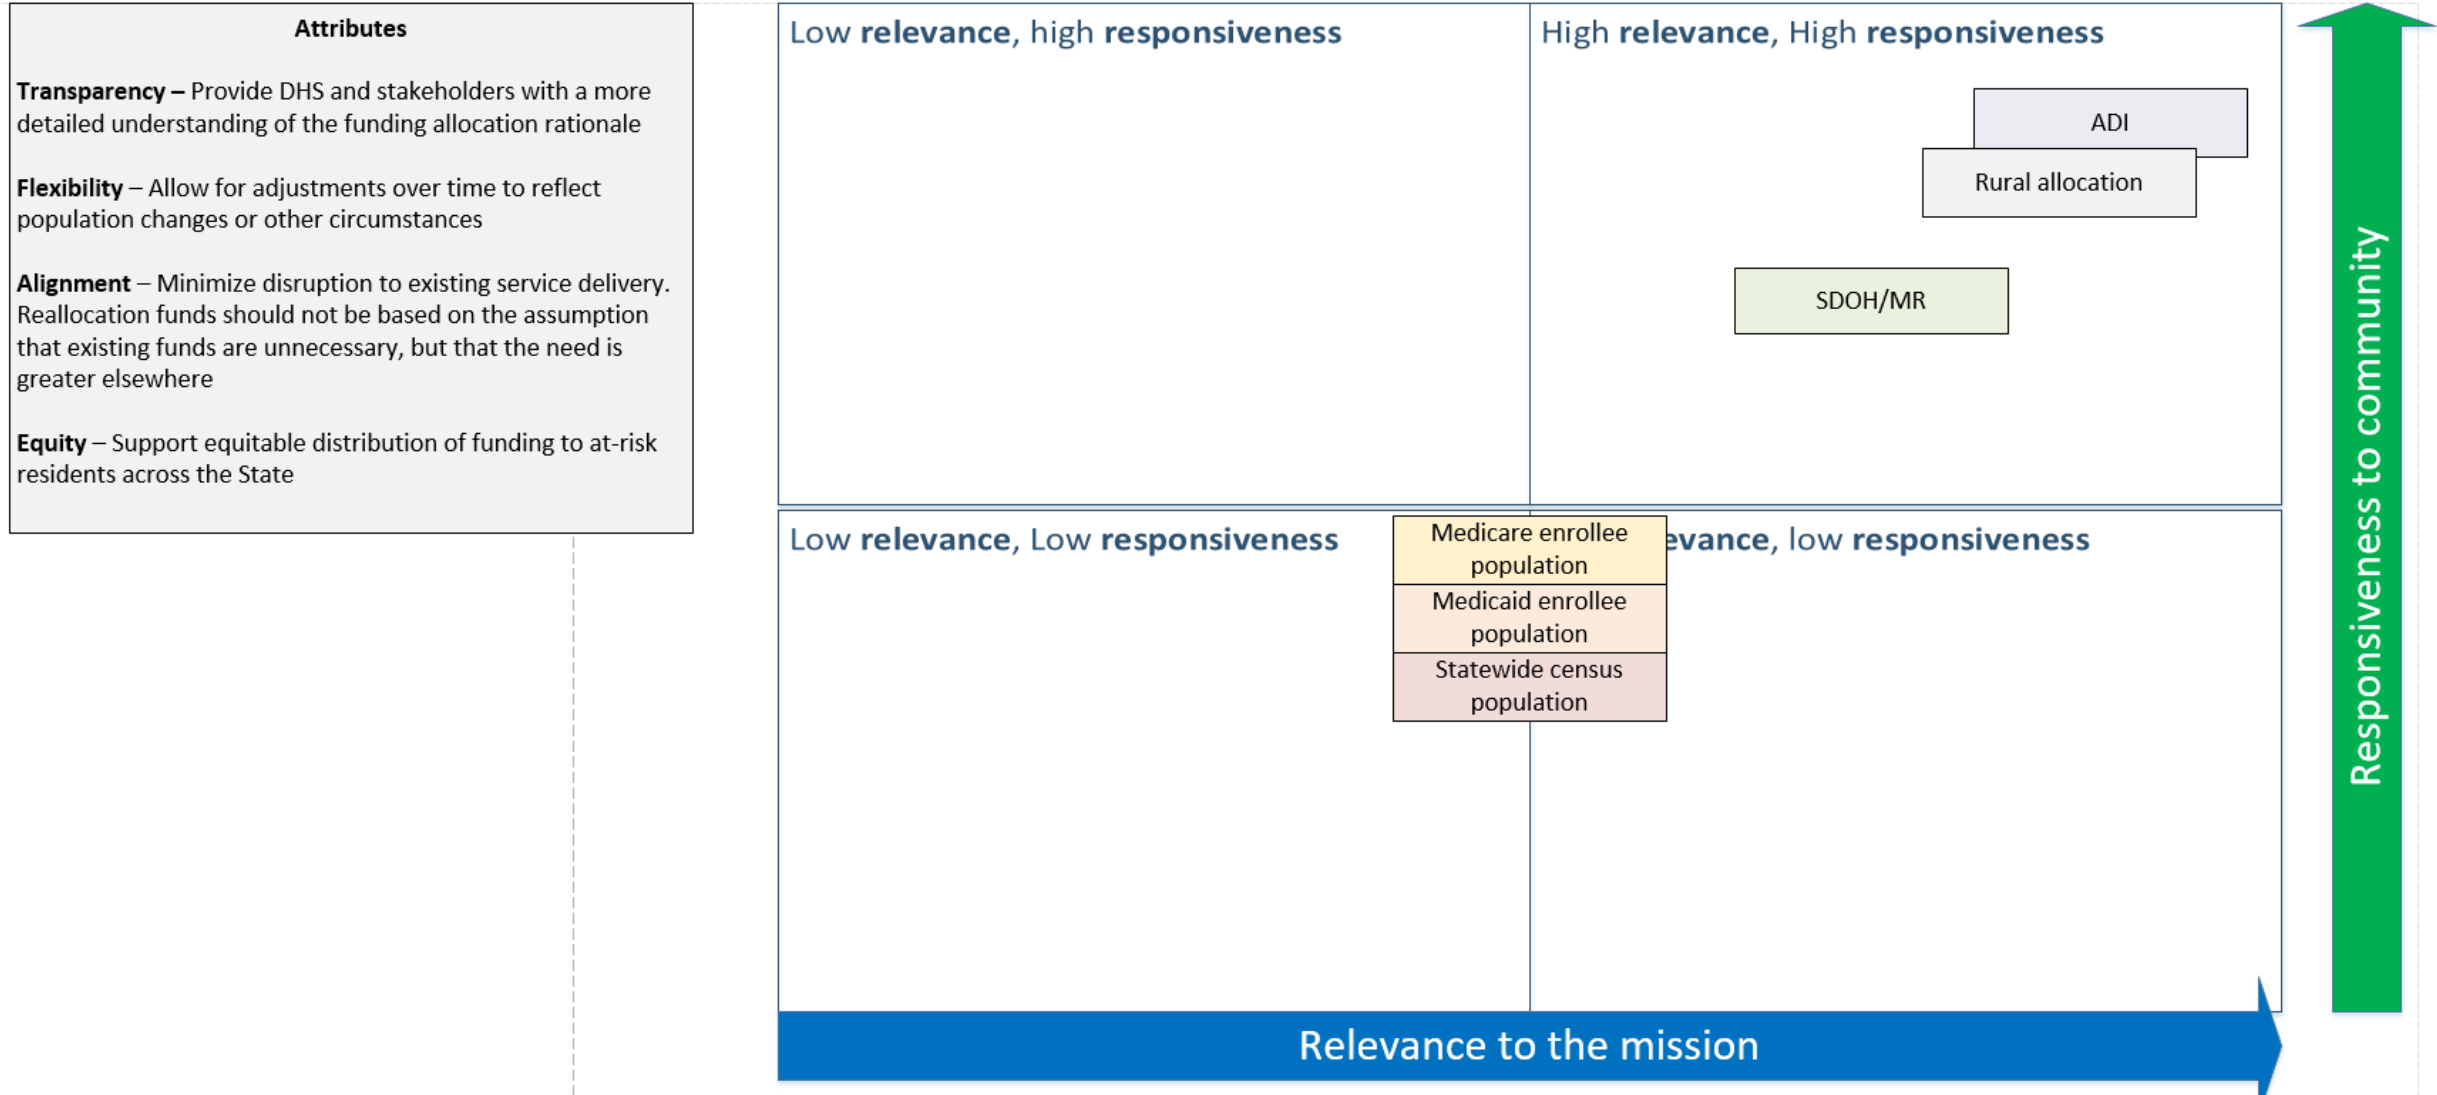 Attributes
Transparency – Provide DHS and stakeholders with a more
detailed understanding of the funding allocation rationale
Flexibility – Allow for adjustments over time to reflect
population changes or other circumstances
Alignment – Minimize disruption to existing service delivery.
Reallocation funds should not be based on the assumption
that existing funds are unnecessary, but that the need is
greater elsewhere
Equity – Support equitable distribution of funding to at-risk
residents across the State
Low relevance, high responsiveness
High relevance, High responsiveness
ADI
Rural allocation
SDOH/MR
Low relevance, Low responsiveness
Medicare enrollee
population
evance, low responsiveness
Medicaid enrollee
population
Statewide census
population
Relevance to the mission
Responsiveness to community